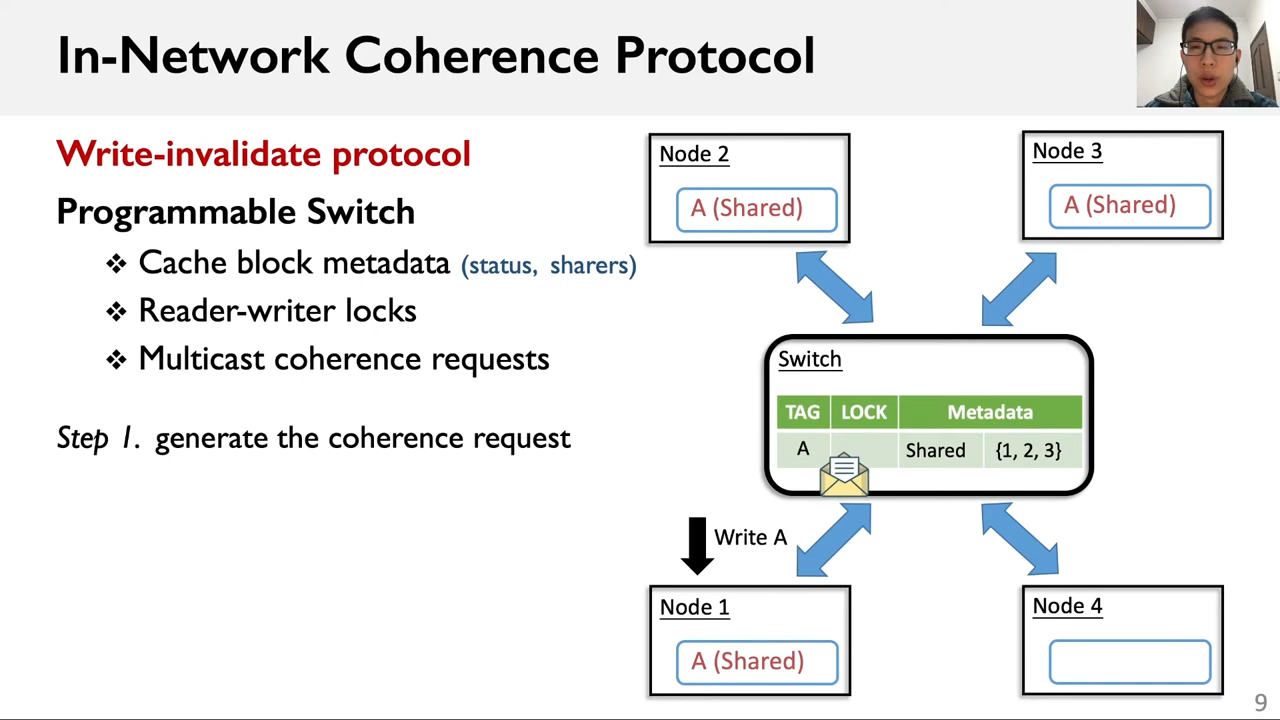 In-Network Coherence Protocol
Write-invalidate protocol
Programmable Switch
❖ Cache block metadata (status, sharers)
❖ Reader-writer locks
❖ Multicast coherence requests
Step 1. generate the coherence request
Node 2
A (Shared)
Node 3
A (Shared)
Switch
TAG LOCK Metadata
A Shared {1, 2, 3}
Write A
Node 1
A (Shared)
Node 4
9